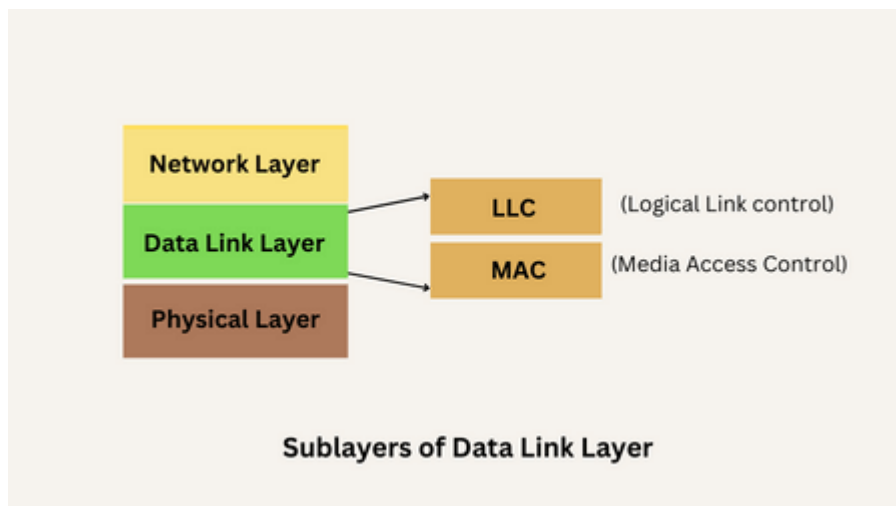 Network Layer
Data Link Layer
Physical Layer
LLC
(Logical Link control)
MAC
(Media Access Control)
Sublayers of Data Link Layer